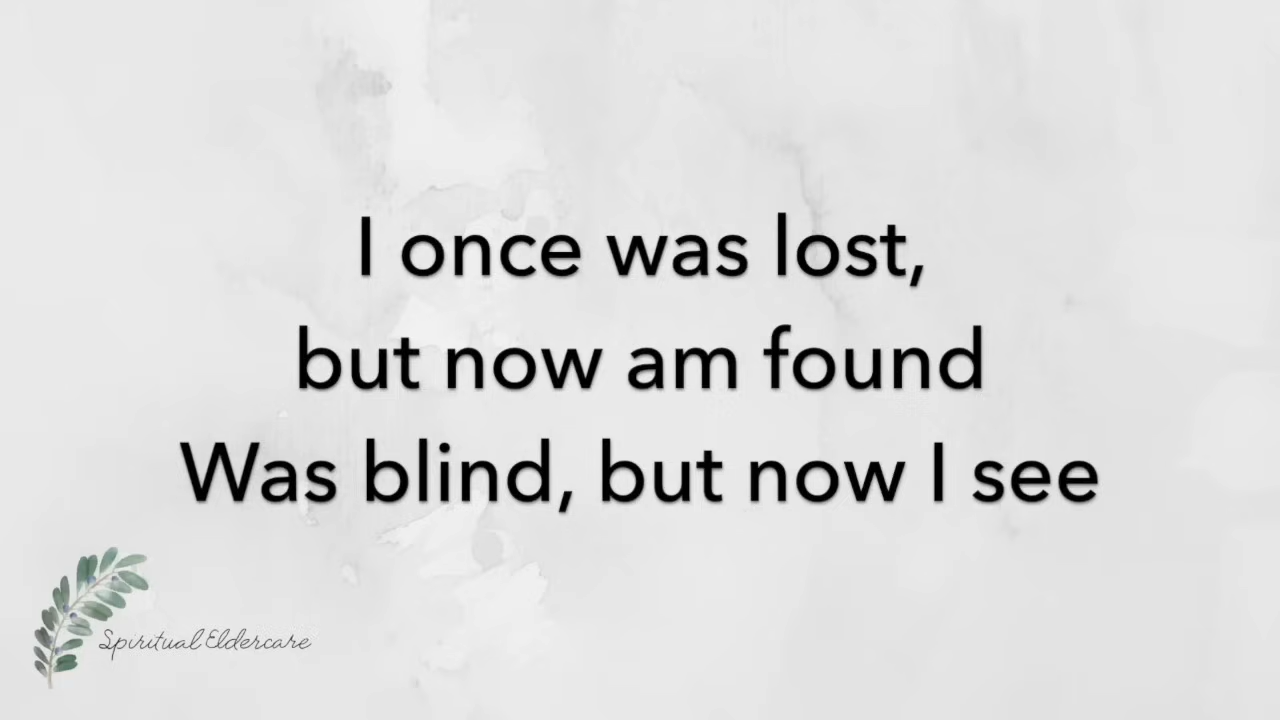 I once was lost,
but now am found
Was blind, but now I see
Spiritual Eldercare